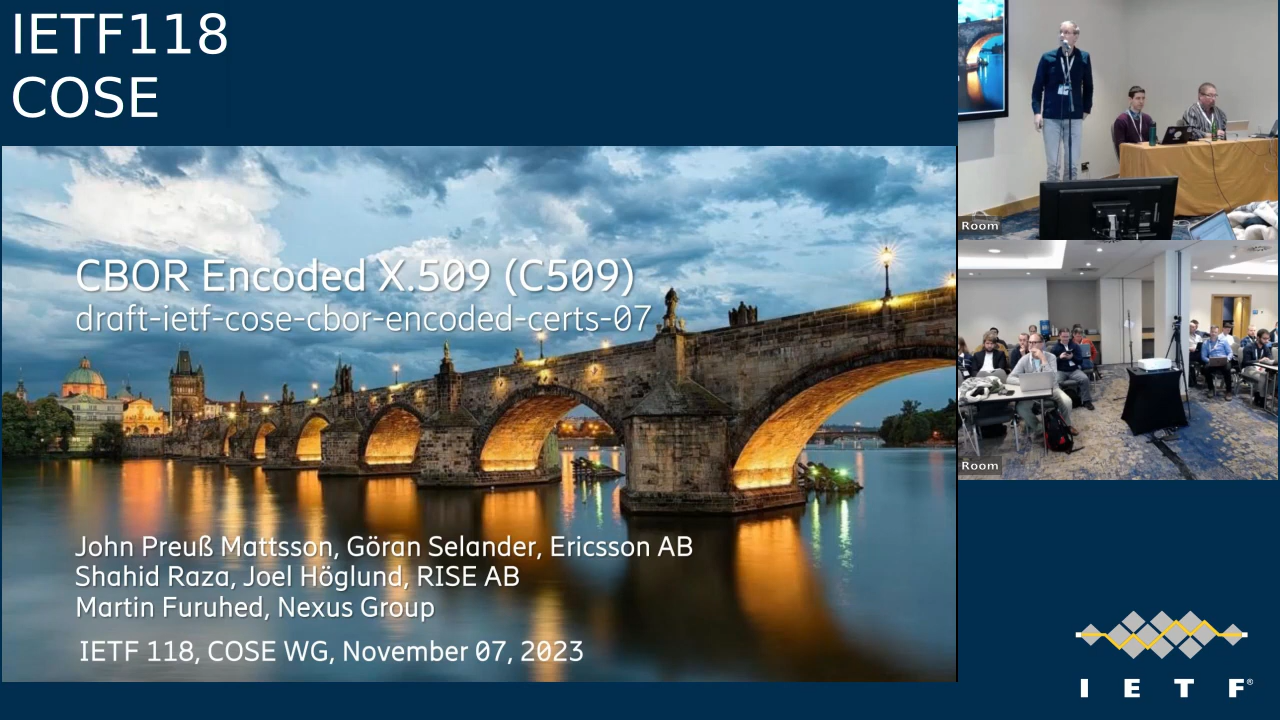 IETF118
COSE
CBOR Encoded X.509 (C509)
draft-ietf-cose-cbor-encoded-certs-07
John Preuß Mattsson, Göran Selander, Ericsson AB
Shahid Raza, Joel Höglund, RISE AB
Martin Furuhed, Nexus Group
IETF 118, COSE WG, November 07, 2023
Room
Room
I E T F®